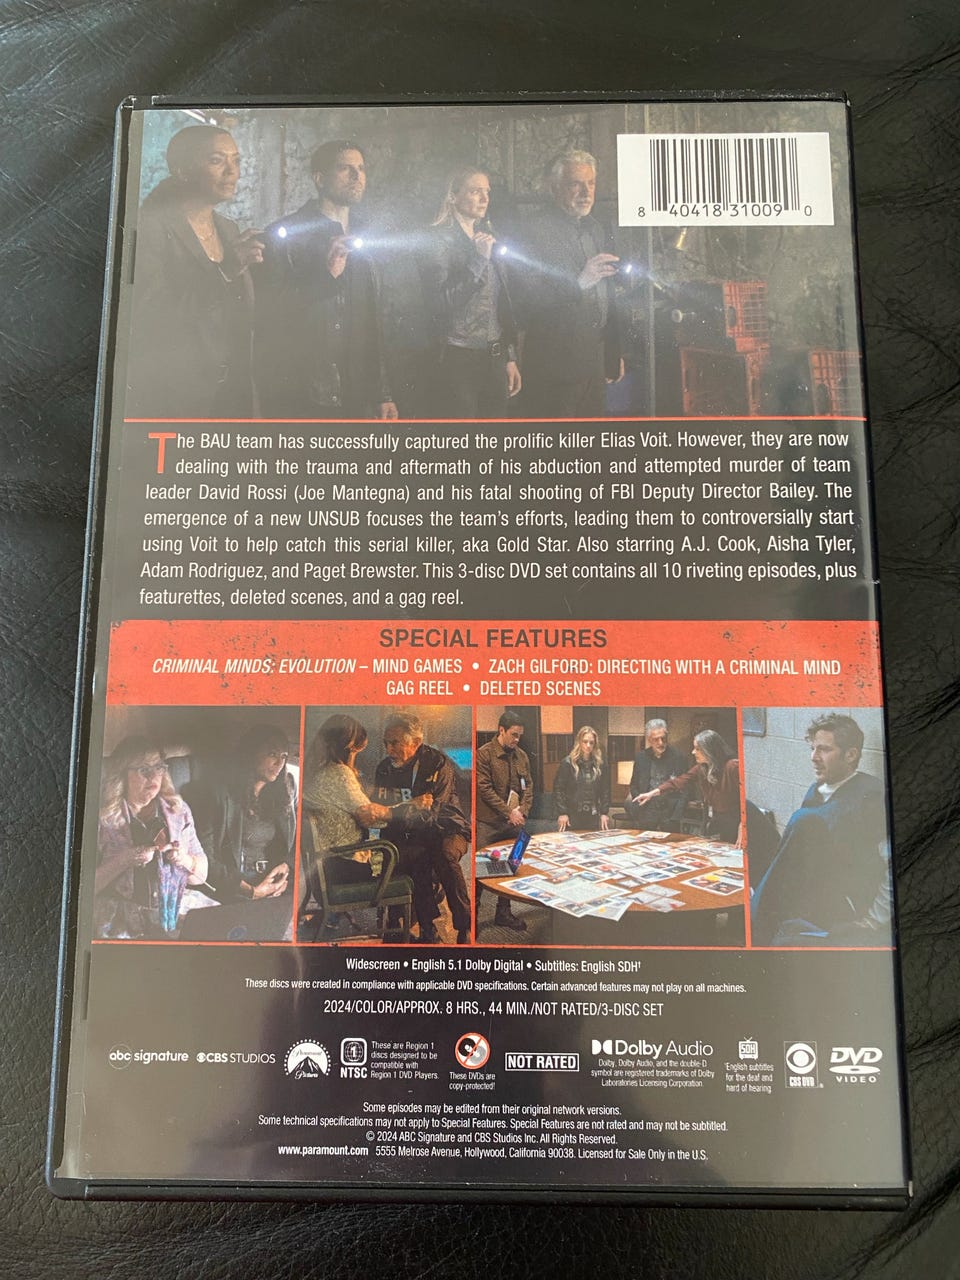 8 40418 31009 0
The BAU team has successfully captured the prolific killer Elias Voit. However, they are now
dealing with the trauma and aftermath of his abduction and attempted murder of team
leader David Rossi (Joe Mantegna) and his fatal shooting of FBI Deputy Director Bailey. The
emergence of a new UNSUB focuses the team's efforts, leading them to controversially start
using Voit to help catch this serial killer, aka Gold Star. Also starring A.J. Cook, Aisha Tyler,
Adam Rodriguez, and Paget Brewster. This 3-disc DVD set contains all 10 riveting episodes, plus
featurettes, deleted scenes, and a gag reel.
SPECIAL FEATURES
CRIMINAL MINDS: EVOLUTION – MIND GAMES • ZACH GILFORD: DIRECTING WITH A CRIMINAL MIND
GAG REEL • DELETED SCENES
Widescreen • English 5.1 Dolby Digital • Subtitles: English SDH†
These discs were created in compliance with applicable DVD specifications. Certain advanced features may not play on all machines.
2024/COLOR/APPROX. 8 HRS., 44 MIN./NOT RATED/3-DISC SET
abc signature
CBS STUDIOS
Paramount
Pictures
1
NTSC
These are Region 1
discs designed to be
compatible with
Region 1 DVD Players.
These DVDs are
copy-protected!
NOT RATED
Dolby Audio
Dolby, Dolby Audio, and the double-D
symbol are registered trademarks of Dolby
Laboratories Licensing Corporation.
SDH
†English subtitles
for the deaf and
hard of hearing
CBS DVD
DVD
VIDEO
Some episodes may be edited from their original network versions.
Some technical specifications may not apply to Special Features. Special Features are not rated and may not be subtitled.
© 2024 ABC Signature and CBS Studios Inc. All Rights Reserved.
www.paramount.com 5555 Melrose Avenue, Hollywood, California 90038. Licensed for Sale Only in the U.S.